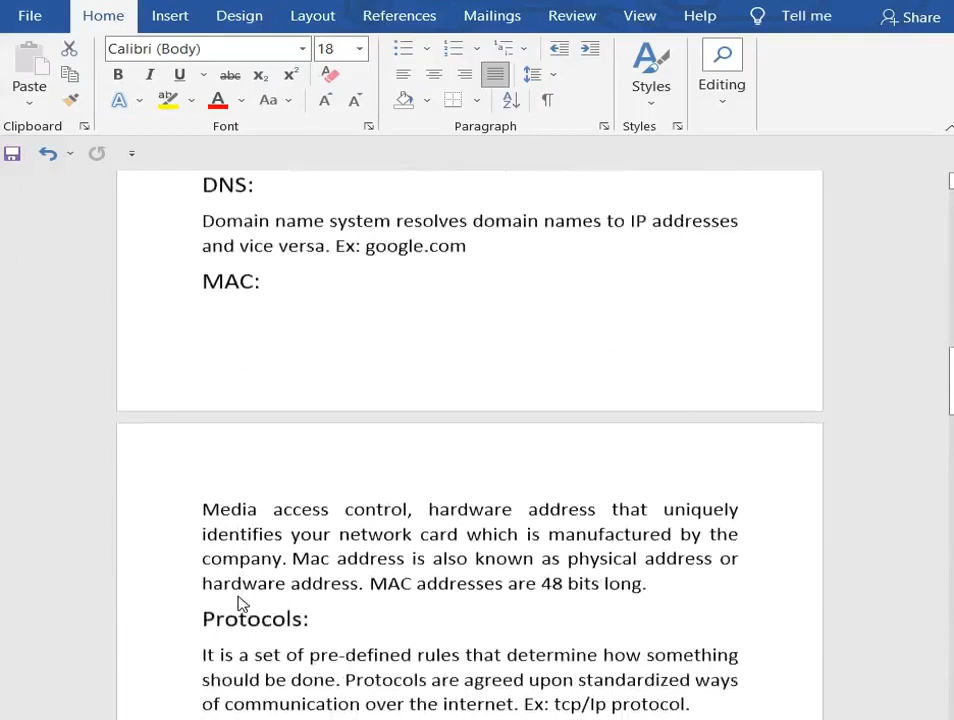 File Home Insert Design Layout References Mailings Review View Help Tell me Share
Calibri (Body) 18
Paste B I U abc x₂ x² A Aa A A Styles Editing
Clipboard Font Paragraph Styles
DNS:
Domain name system resolves domain names to IP addresses
and vice versa. Ex: google.com
MAC:
Media access control, hardware address that uniquely
identifies your network card which is manufactured by the
company. Mac address is also known as physical address or
hardware address. MAC addresses are 48 bits long.
Protocols:
It is a set of pre-defined rules that determine how something
should be done. Protocols are agreed upon standardized ways
of communication over the internet. Ex: tcp/Ip protocol.